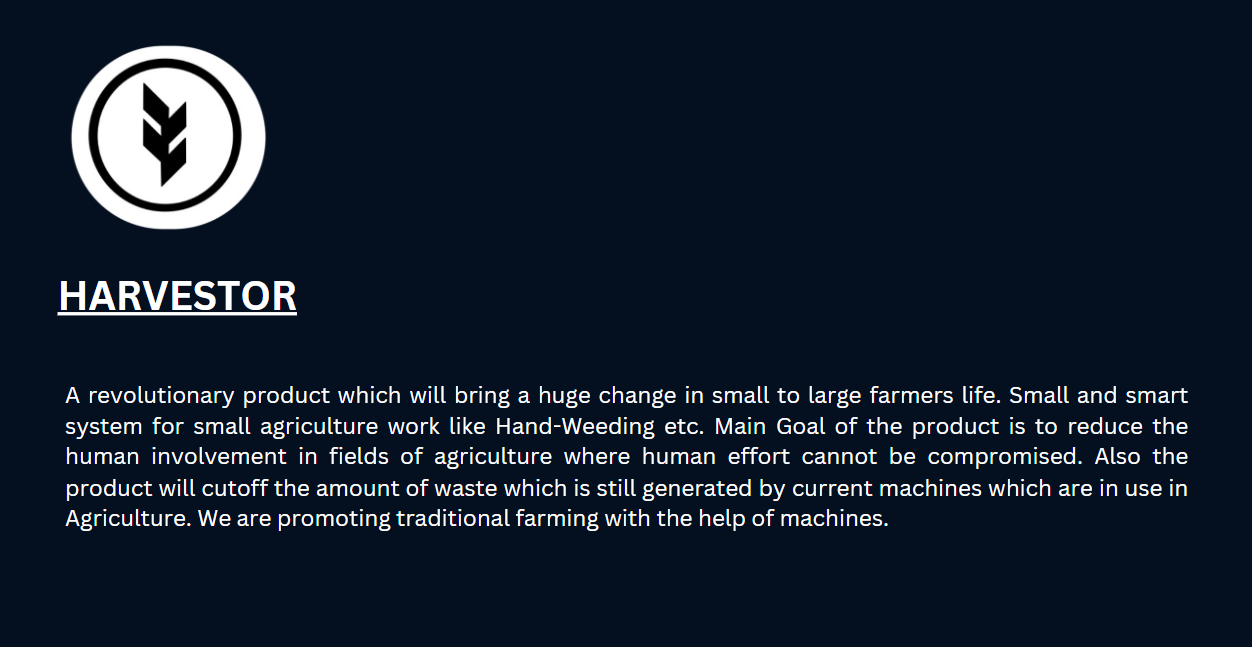 HARVESTOR
A revolutionary product which will bring a huge change in small to large farmers life. Small and smart
system for small agriculture work like Hand-Weeding etc. Main Goal of the product is to reduce the
human involvement in fields of agriculture where human effort cannot be compromised. Also the
product will cutoff the amount of waste which is still generated by current machines which are in use in
Agriculture. We are promoting traditional farming with the help of machines.